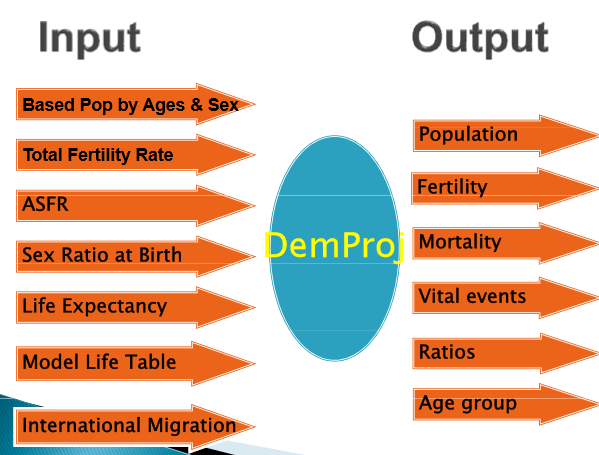 Input
Output
Based Pop by Ages & Sex
Total Fertility Rate
ASFR
Sex Ratio at Birth
Life Expectancy
Model Life Table
International Migration
DemProj
Population
Fertility
Mortality
Vital events
Ratios
Age group